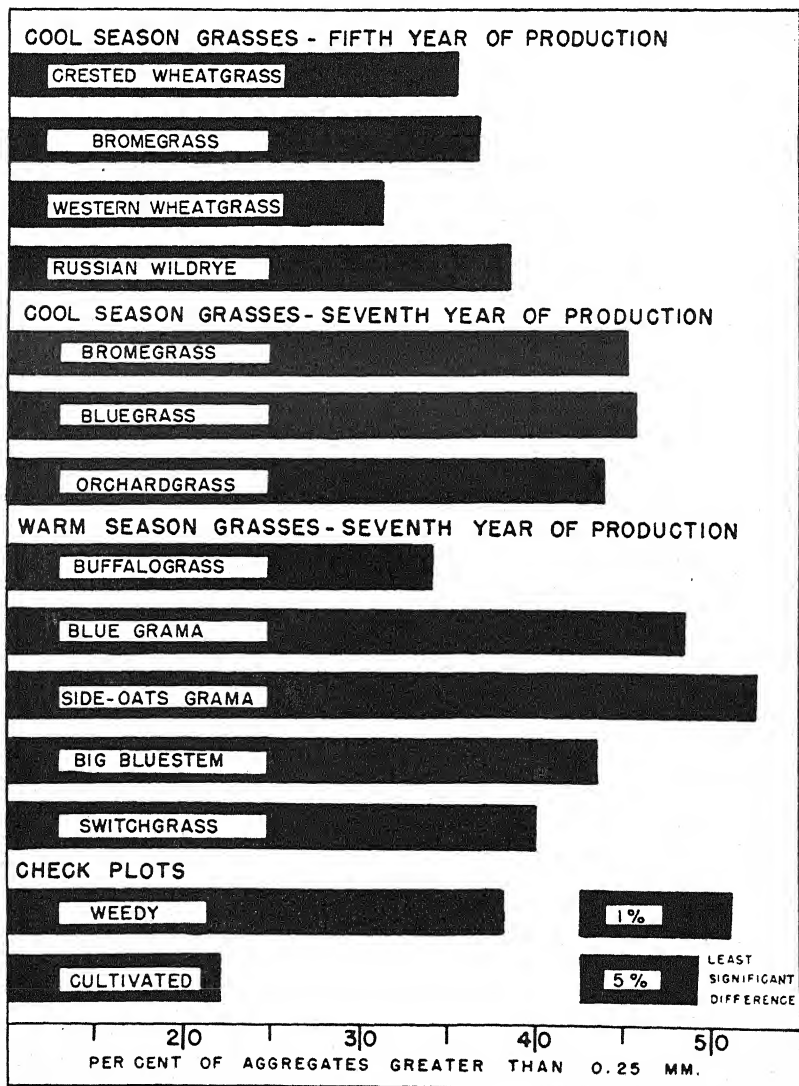 COOL SEASON GRASSES - FIFTH YEAR OF PRODUCTION
CRESTED WHEATGRASS
BROMEGRASS
WESTERN WHEATGRASS
RUSSIAN WILDRYE
COOL SEASON GRASSES - SEVENTH YEAR OF PRODUCTION
BROMEGRASS
BLUEGRASS
ORCHARDGRASS
WARM SEASON GRASSES - SEVENTH YEAR OF PRODUCTION
BUFFALOGRASS
BLUE GRAMA
SIDE-OATS GRAMA
BIG BLUESTEM
SWITCHGRASS
CHECK PLOTS
WEEDY
1%
CULTIVATED
5%
LEAST
SIGNIFICANT
DIFFERENCE
20 30 40 50
PER CENT OF AGGREGATES GREATER THAN 0.25 MM.